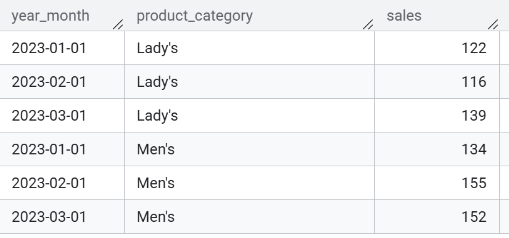 year_month product_category sales
2023-01-01 Lady's 122
2023-02-01 Lady's 116
2023-03-01 Lady's 139
2023-01-01 Men's 134
2023-02-01 Men's 155
2023-03-01 Men's 152